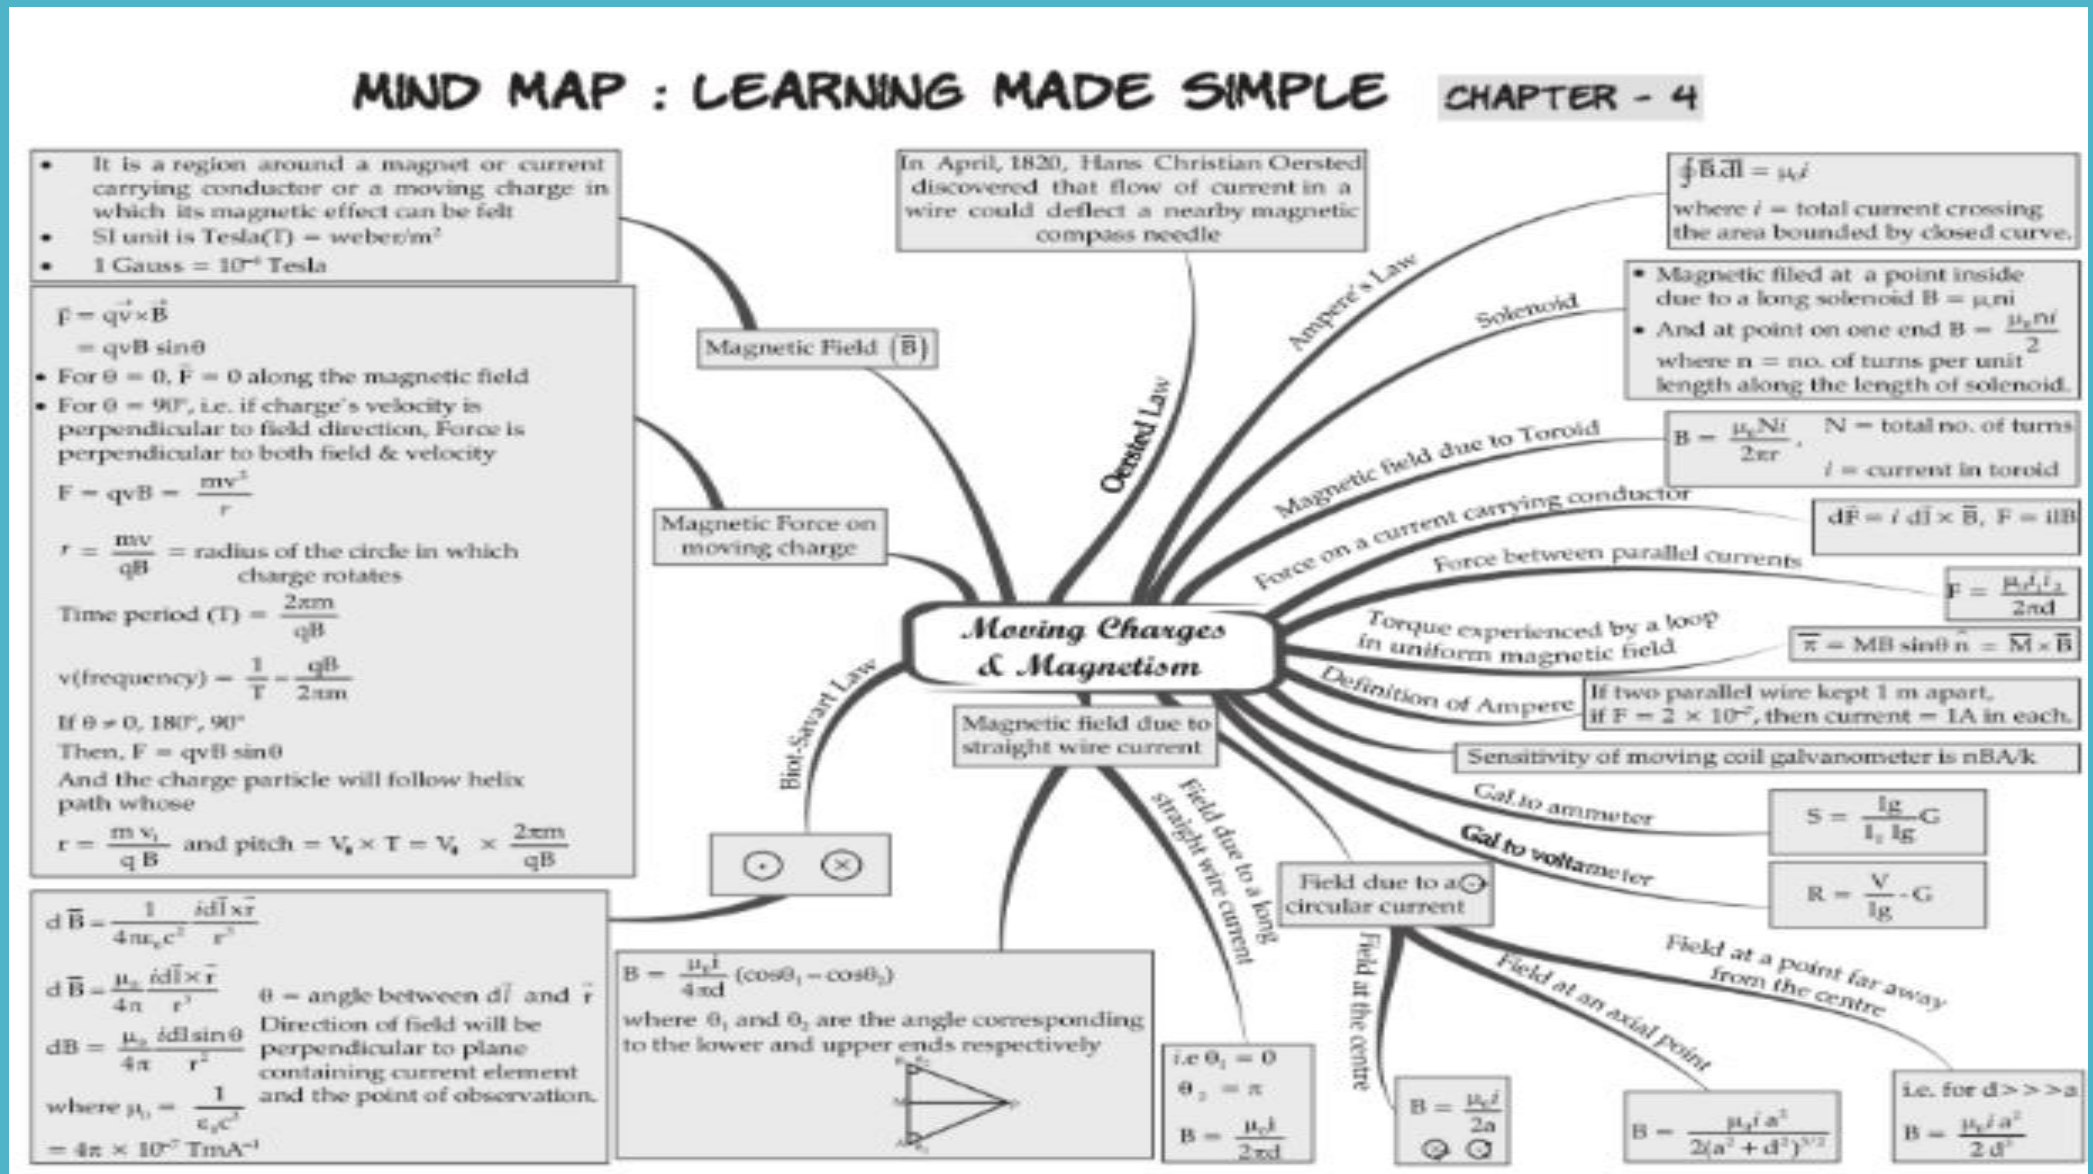 MIND MAP : LEARNING MADE SIMPLE CHAPTER - 4
• It is a region around a magnet or current
carrying conductor or a moving charge in
which its magnetic effect can be felt
• SI unit is Tesla(T) = weber/m²
• 1 Gauss = 10⁻⁴ Tesla
Magnetic Field (B̅)
F⃗ = qv⃗×B⃗
= qvB sinθ
• For θ = 0, F⃗ = 0 along the magnetic field
• For θ = 90°, i.e. if charge's velocity is
perpendicular to field direction, Force is
perpendicular to both field & velocity
F = qvB = mv²/r
r = mv/qB = radius of the circle in which
charge rotates
Time period (T) = 2πm/qB
v(frequency) = 1/T = qB/2πm
If θ ≠ 0, 180°, 90°
Then, F = qvB sinθ
And the charge particle will follow helix
path whose
r = m v/q B and pitch = V × T = V × 2πm/qB
Magnetic Force on
moving charge
In April, 1820, Hans Christian Oersted
discovered that flow of current in a
wire could deflect a nearby magnetic
compass needle
Oersted Law
Ampere's Law
∮B̅.dl̅ = μ₀i
where i = total current crossing
the area bounded by closed curve.
Solenoid
• Magnetic filed at a point inside
due to a long solenoid B = μ₀ni
• And at point on one end B = μ₀ni/2
where n = no. of turns per unit
length along the length of solenoid.
Magnetic field due to Toroid
B = μ₀Ni/2πr, N = total no. of turns
i = current in toroid
Force on a current carrying conductor
dF̅ = i dl̅ × B̅, F = ilB
Force between parallel currents
F = μ₀i₁i₂/2πd
Torque experienced by a loop
in uniform magnetic field
= MB sinθ n̂ = M̅ × B̅
Definition of Ampere
If two parallel wire kept 1 m apart,
if F = 2 × 10⁻⁷, then current = 1A in each.
Sensitivity of moving coil galvanometer is nBA/k
Gal.to ammeter
S = Ig G
Gal to voltameter
R = V/Ig - G
Moving Charges
& Magnetism
Biot-Savart Law
dB̅ = 1/4πε₀c² idl̅×r̅/r³
dB̅ = μ₀/4π idl̅×r̅/r³
dB = μ₀/4π idlsinθ/r²
where μ₀ = 1/ε₀c²
= 4π × 10⁻⁷ TmA⁻¹
θ = angle between dl⃗ and r⃗
Direction of field will be
perpendicular to plane
containing current element
and the point of observation.
Magnetic field due to
straight wire current
B = μ₀i/4πd (cosθ₁ − cosθ₂)
where θ₁ and θ₂ are the angle corresponding
to the lower and upper ends respectively
Field due to a long
straight wire current
i.e θ₁ = 0
θ₂ = π
B = μ₀i/2πd
Field due to a
circular current
Field at the centre
B = μ₀i/2a
Field at an axial point
B = μ₀i a²/2(a² + d²)³/²
Field at a point far away
from the centre
i.e. for d>>>a
B = μ₀i a²/2 d³